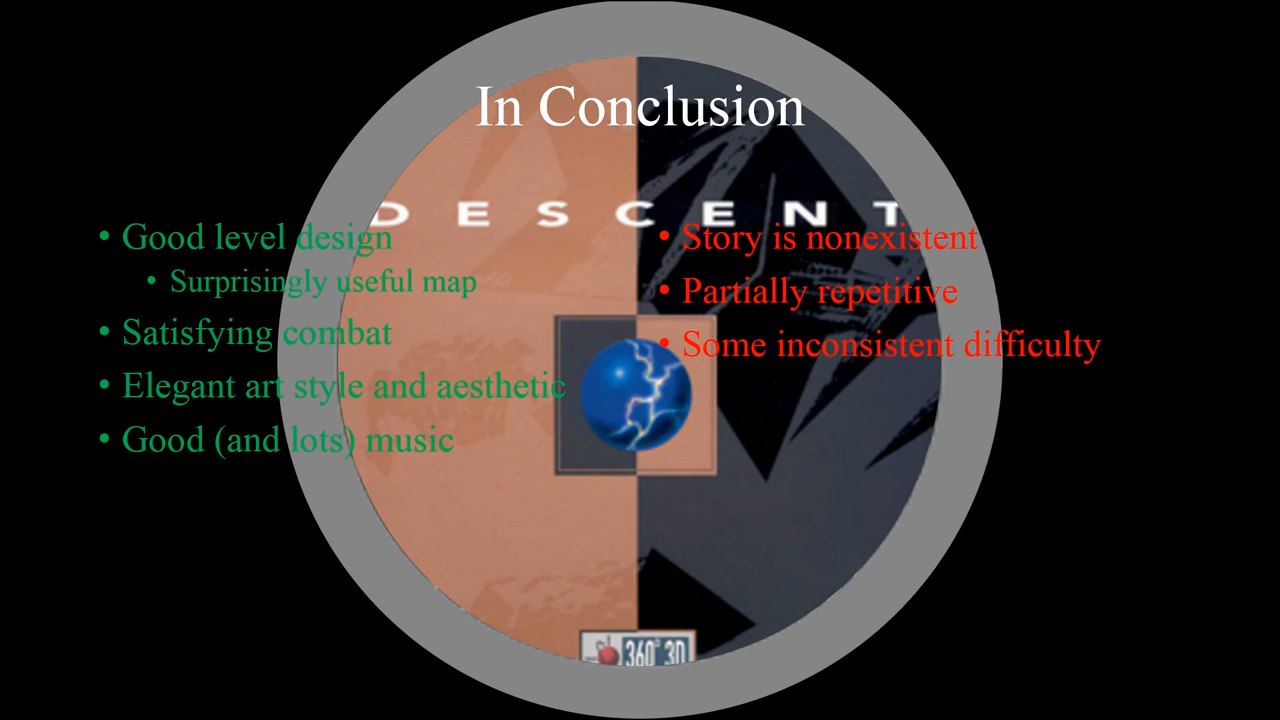 In Conclusion
DESCENT
• Good level design
• Surprisingly useful map
• Satisfying combat
• Elegant art style and aesthetic
• Good (and lots) music
• Story is nonexistent
• Partially repetitive
• Some inconsistent difficulty
360° 3D